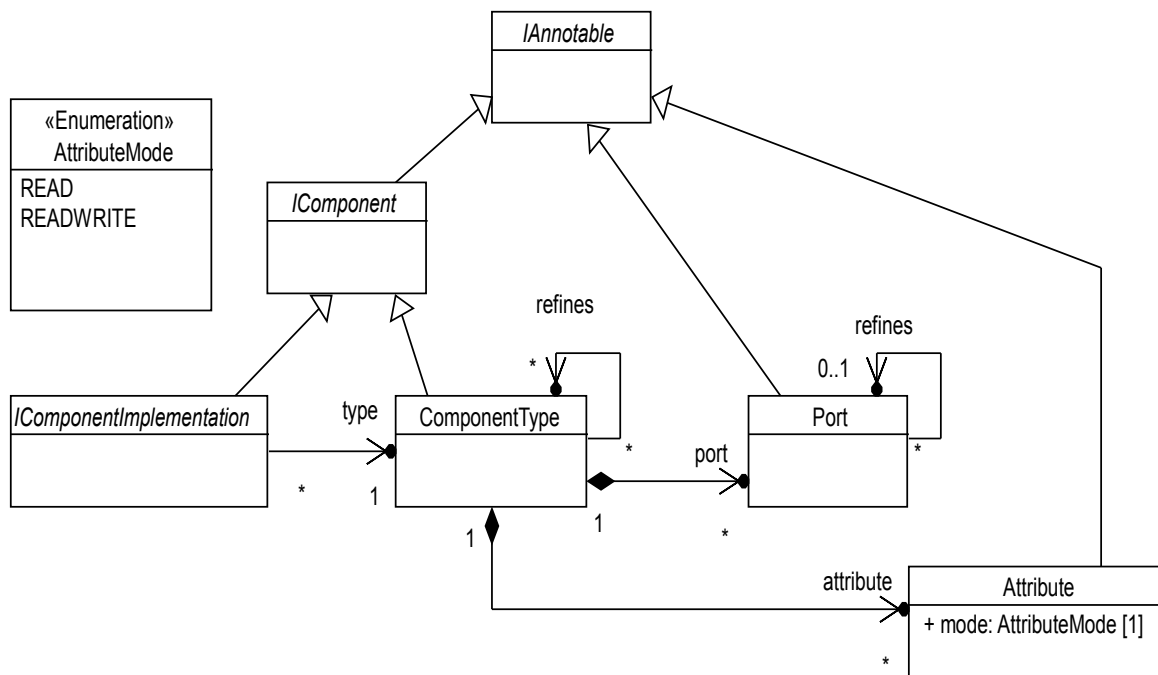 IAnnotable
«Enumeration»
AttributeMode
READ
READWRITE
IComponent
refines
refines
*
0..1
IComponentImplementation
type
ComponentType
Port
*
1
*
port
*
1
1
*
attribute
Attribute
+ mode: AttributeMode [1]
*